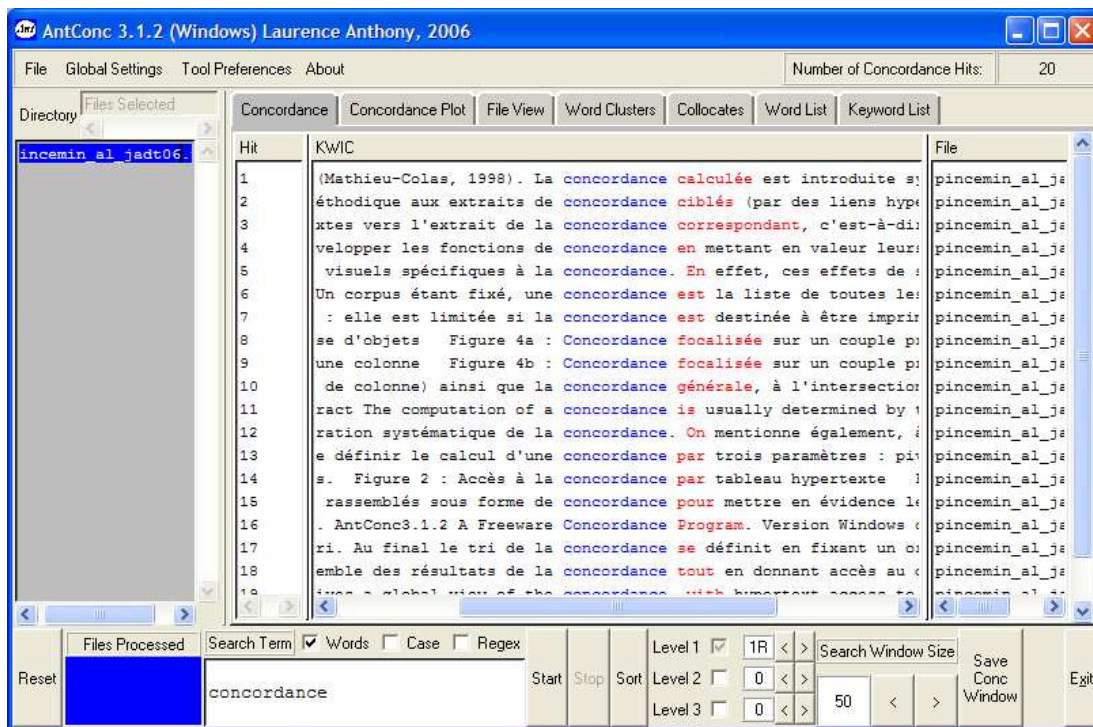 AntConc 3.1.2 (Windows) Laurence Anthony, 2006
File Global Settings Tool Preferences About Number of Concordance Hits: 20
Directory Files Selected
Concordance Concordance Plot File View Word Clusters Collocates Word List Keyword List
Hit KWIC File
incemin_al_jadt06.
1 (Mathieu-Colas, 1998). La concordance calculée est introduite sy pincemin_al_ja
2 éthodique aux extraits de concordance ciblés (par des liens hype pincemin_al_ja
3 xtes vers l'extrait de la concordance correspondant, c'est-à-di pincemin_al_ja
4 velopper les fonctions de concordance en mettant en valeur leurs pincemin_al_ja
5 visuels spécifiques à la concordance. En effet, ces effets de s pincemin_al_ja
6 Un corpus étant fixé, une concordance est la liste de toutes les pincemin_al_ja
7 : elle est limitée si la concordance est destinée à être imprim pincemin_al_ja
8 se d'objets Figure 4a : Concordance focalisée sur un couple p pincemin_al_ja
9 une colonne Figure 4b : Concordance focalisée sur un couple p pincemin_al_ja
10 de colonne) ainsi que la concordance générale, à l'intersection pincemin_al_ja
11 ract The computation of a concordance is usually determined by t pincemin_al_ja
12 ration systématique de la concordance. On mentionne également, à pincemin_al_ja
13 e définir le calcul d'une concordance par trois paramètres : piv pincemin_al_ja
14 s. Figure 2 : Accès à la concordance par tableau hypertexte pincemin_al_ja
15 rassemblés sous forme de concordance pour mettre en évidence le pincemin_al_ja
16 . AntConc3.1.2 A Freeware Concordance Program. Version Windows pincemin_al_ja
17 ri. Au final le tri de la concordance se définit en fixant un o pincemin_al_ja
18 emble des résultats de la concordance tout en donnant accès au pincemin_al_ja
19 ives a global view of the concordance with hypertext access to pincemin_al_ja
Files Processed Search Term Words Case Regex
Reset concordance Start Stop Sort
Level 1 1R
Level 2 0
Level 3 0
Search Window Size
50
Save
Conc
Window
Exit